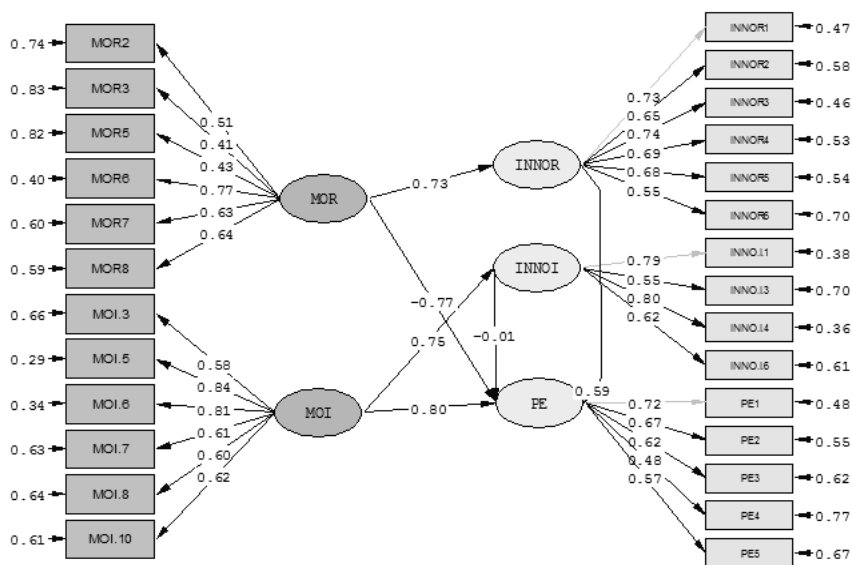 0.74 MOR2
0.83 MOR3
0.82 MOR5
0.40 MOR6
0.60 MOR7
0.59 MOR8
0.66 MOI.3
0.29 MOI.5
0.34 MOI.6
0.63 MOI.7
0.64 MOI.8
0.61 MOI.10
0.51
0.41
0.43
0.77
0.63
0.64
0.58
0.84
0.81
0.61
0.60
0.62
MOR
MOI
0.73
-0.77
0.75
0.80
-0.01
0.59
INNOR
INNOI
PE
0.73
0.65
0.74
0.69
0.68
0.55
0.79
0.55
0.80
0.62
0.72
0.67
0.62
0.48
0.57
INNOR1 0.47
INNOR2 0.58
INNOR3 0.46
INNOR4 0.53
INNOR5 0.54
INNOR6 0.70
INNO.I.1 0.38
INNO.I.3 0.70
INNO.I.4 0.36
INNO.I.6 0.61
PE1 0.48
PE2 0.55
PE3 0.62
PE4 0.77
PE5 0.67